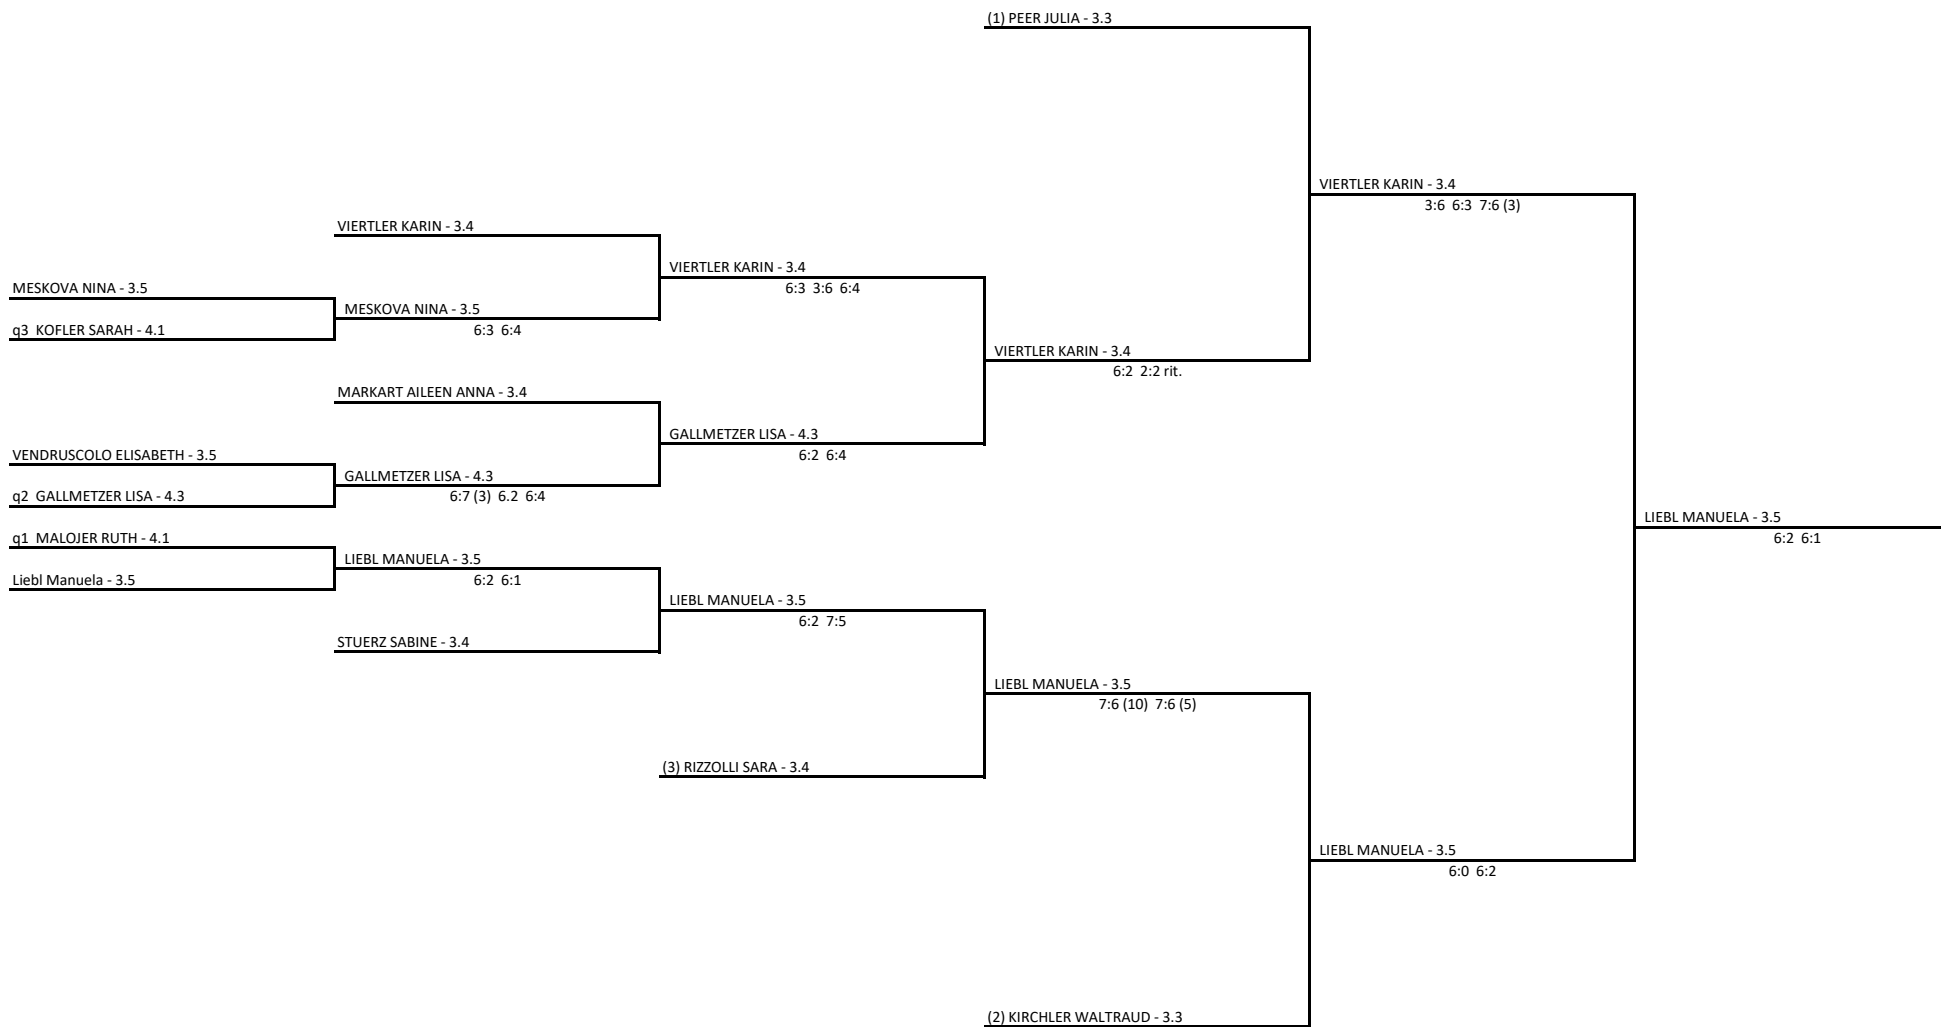 (1) PEER JULIA - 3.3
VIERTLER KARIN - 3.4
3:6 6:3 7:6 (3)
VIERTLER KARIN - 3.4
VIERTLER KARIN - 3.4
6:3 3:6 6:4
MESKOVA NINA - 3.5
MESKOVA NINA - 3.5
6:3 6:4
q3 KOFLER SARAH - 4.1
VIERTLER KARIN - 3.4
6:2 2:2 rit.
MARKART AILEEN ANNA - 3.4
GALLMETZER LISA - 4.3
6:2 6:4
VENDRUSCOLO ELISABETH - 3.5
GALLMETZER LISA - 4.3
6:7 (3) 6.2 6:4
q2 GALLMETZER LISA - 4.3
LIEBL MANUELA - 3.5
6:2 6:1
q1 MALOJER RUTH - 4.1
LIEBL MANUELA - 3.5
6:2 6:1
Liebl Manuela - 3.5
LIEBL MANUELA - 3.5
6:2 7:5
STUERZ SABINE - 3.4
LIEBL MANUELA - 3.5
7:6 (10) 7:6 (5)
(3) RIZZOLLI SARA - 3.4
LIEBL MANUELA - 3.5
6:0 6:2
(2) KIRCHLER WALTRAUD - 3.3